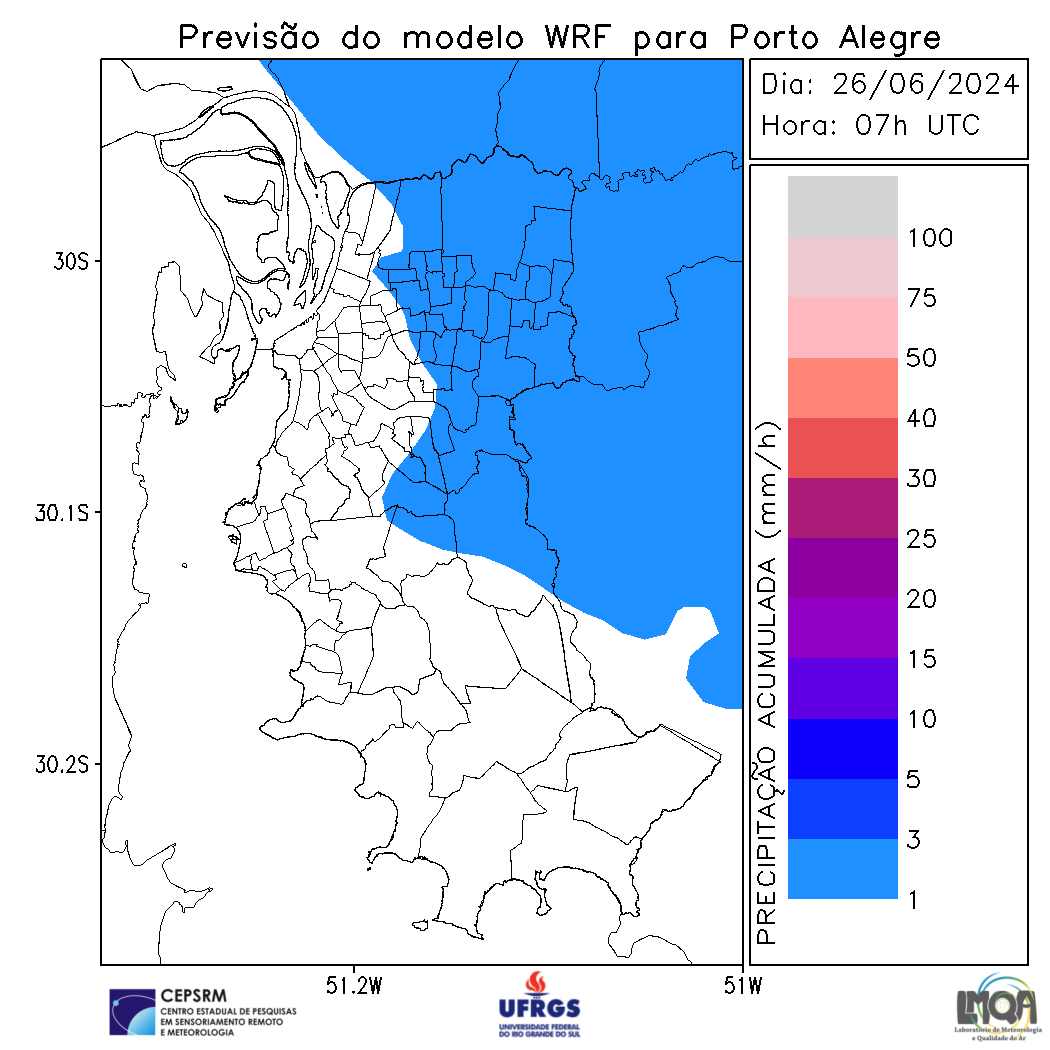 Previsão do modelo WRF para Porto Alegre
Dia: 26/06/2024
Hora: 07h UTC
30S
30.1S
30.2S
51.2W
51W
PRECIPITAÇÃO ACUMULADA (mm/h)
100
75
50
40
30
25
20
15
10
5
3
1
CEPSRM
CENTRO ESTADUAL DE PESQUISAS
EM SENSORIAMENTO REMOTO
E METEOROLOGIA
UFRGS
UNIVERSIDADE FEDERAL
DO RIO GRANDE DO SUL
LMQA
Laboratório de Meteorologia
e Qualidade do Ar